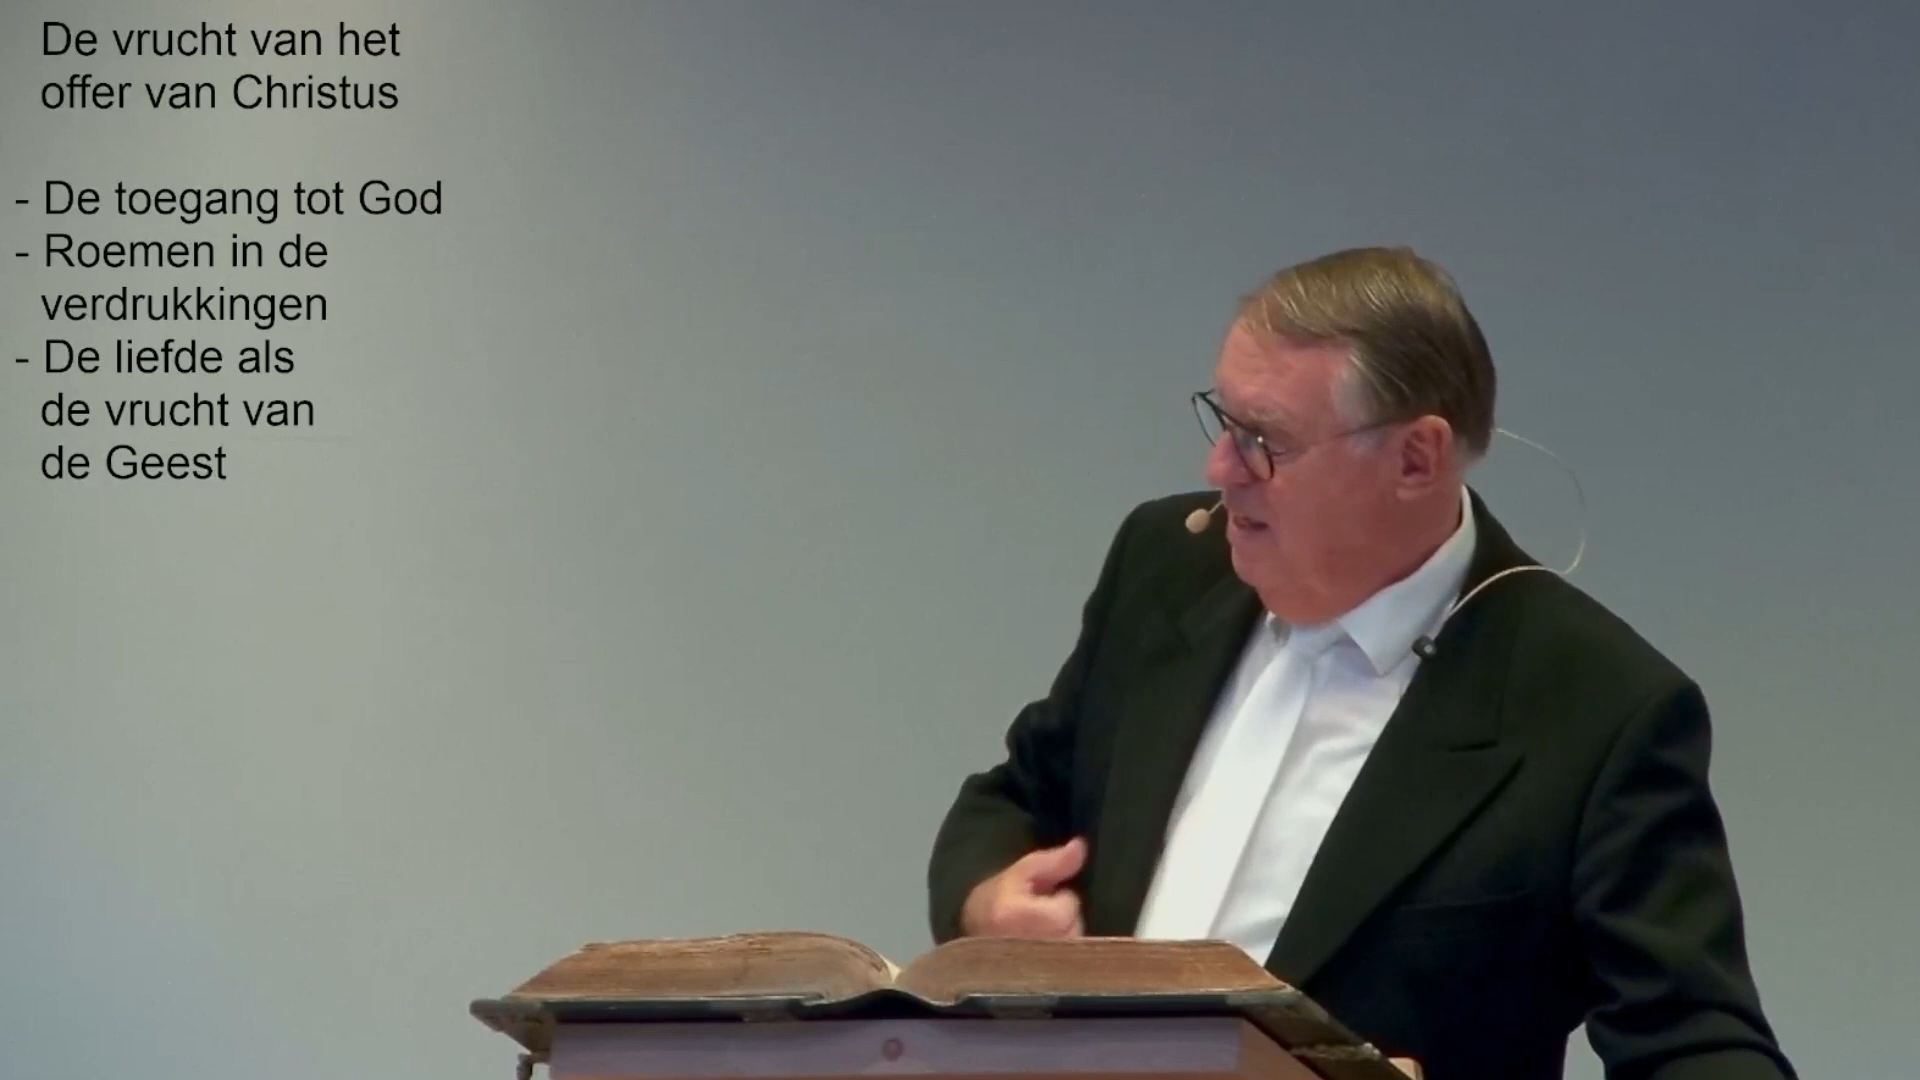 De vrucht van het
offer van Christus
- De toegang tot God
- Roemen in de
verdrukkingen
- De liefde als
de vrucht van
de Geest